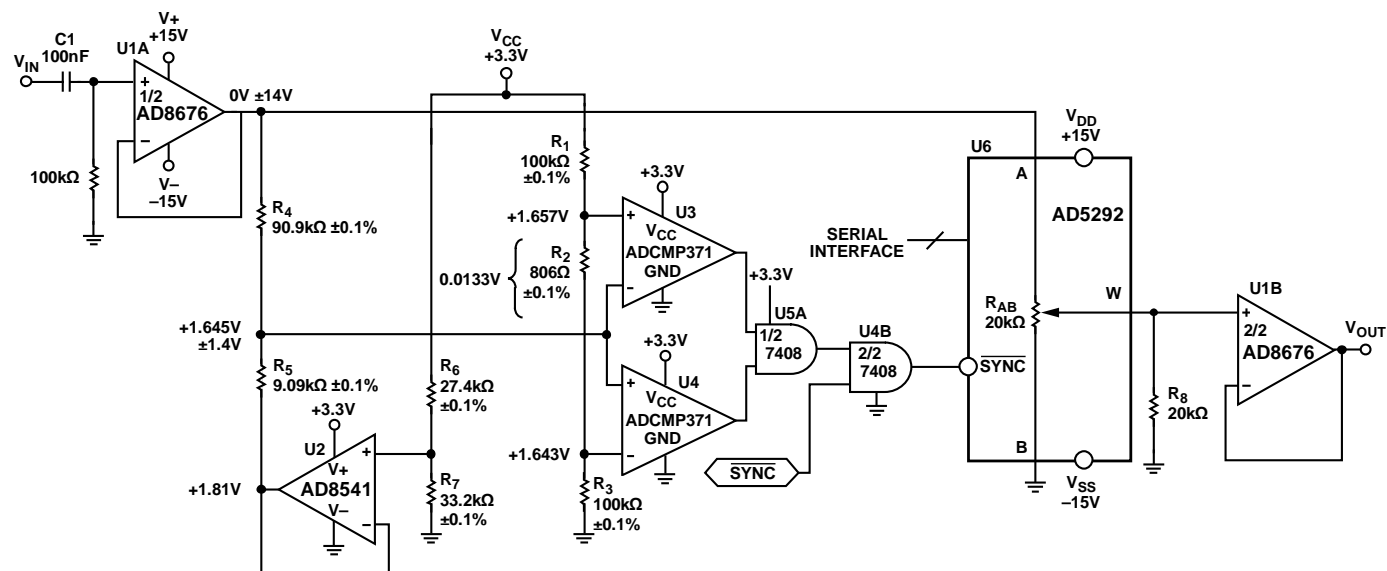 V+
+15V
C1
100nF
V_IN
U1A
+
1/2
AD8676
−
V−
−15V
100kΩ
0V ±14V
R4
90.9kΩ ±0.1%
+1.645V
±1.4V
R5
9.09kΩ ±0.1%
+3.3V
U2
V+
+
AD8541
V−
−
+1.81V
VCC
+3.3V
R6
27.4kΩ
±0.1%
R7
33.2kΩ
±0.1%
R1
100kΩ
±0.1%
+1.657V
0.0133V
R2
806Ω
±0.1%
+1.643V
R3
100kΩ
±0.1%
+3.3V
U3
+
VCC
ADCMP371
GND
−
+3.3V
U4
+
VCC
ADCMP371
GND
−
+3.3V
U5A
1/2
7408
U4B
2/2
7408
SYNC
SERIAL
INTERFACE
U6
VDD
+15V
A
AD5292
RAB
20kΩ
W
SYNC
B
VSS
−15V
R8
20kΩ
U1B
+
2/2
AD8676
−
VOUT